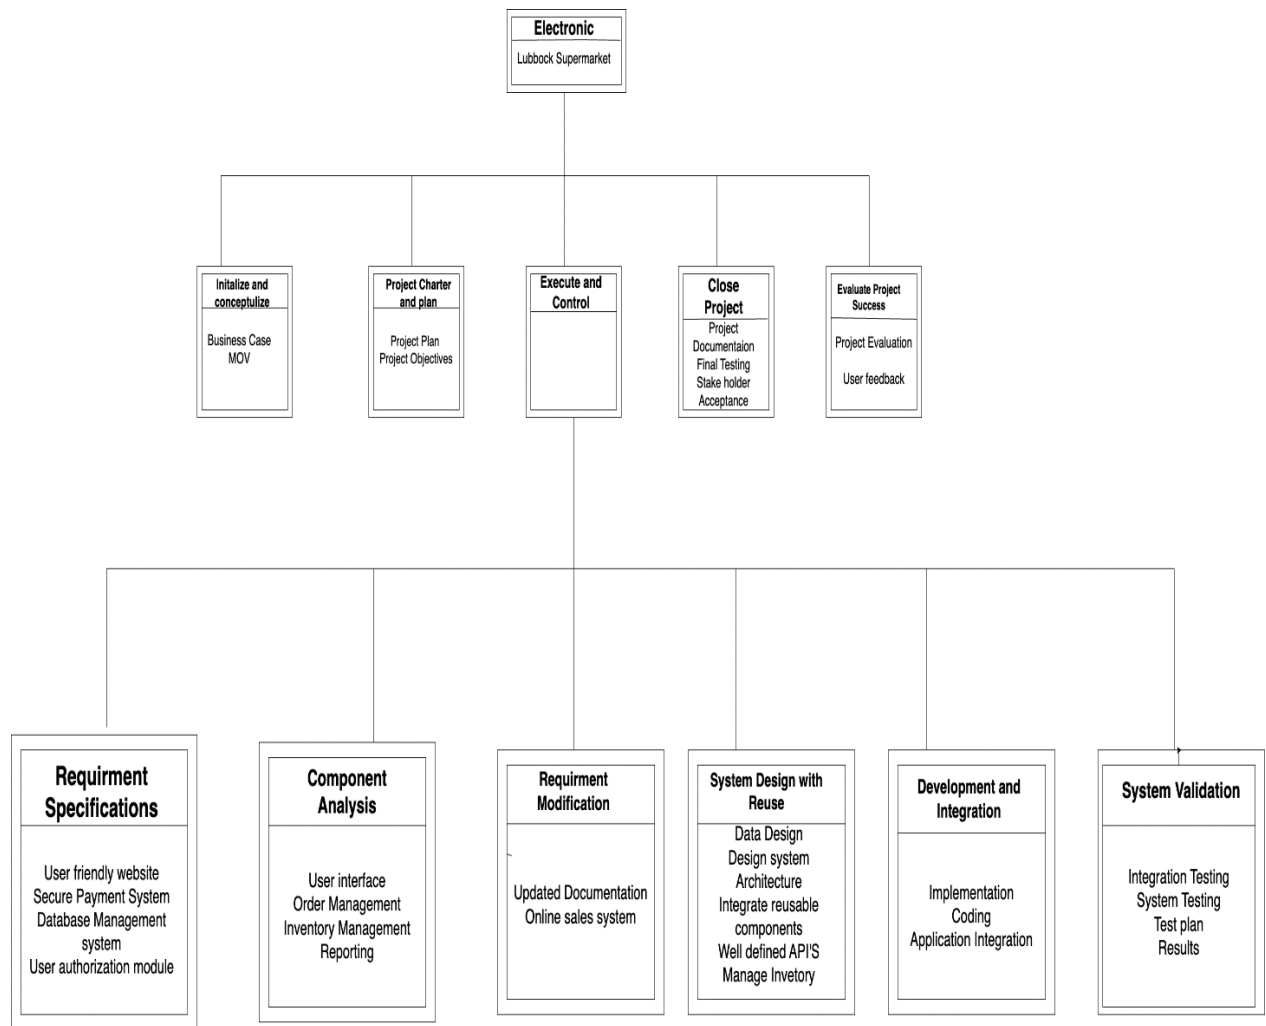 Electronic
Lubbock Supermarket
Initalize and
conceptulize
Business Case
MOV
Project Charter
and plan
Project Plan
Project Objectives
Execute and
Control
Close
Project
Project
Documentaion
Final Testing
Stake holder
Acceptance
Evaluate Project
Success
Project Evaluation
User feedback
Requirment
Specifications
User friendly website
Secure Payment System
Database Management
system
User authorization module
Component
Analysis
User interface
Order Management
Inventory Management
Reporting
Requirment
Modification
Updated Documentation
Online sales system
System Design with
Reuse
Data Design
Design system
Architecture
Integrate reusable
components
Well defined API'S
Manage Invetory
Development and
Integration
Implementation
Coding
Application Integration
System Validation
Integration Testing
System Testing
Test plan
Results